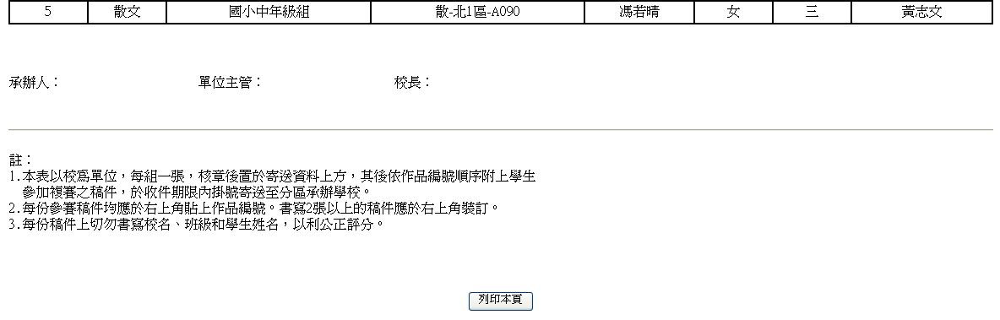 5 散文 國小中年級組 散-北1區-A090 馮若晴 女 三 黃志文
承辦人： 單位主管： 校長：
註：
1.本表以校為單位，每組一張，核章後置於寄送資料上方，其後依作品編號順序附上學生
參加複賽之稿件，於收件期限內掛號寄送至分區承辦學校。
2.每份參賽稿件均應於右上角貼上作品編號。書寫2張以上的稿件應於右上角裝訂。
3.每份稿件上切勿書寫校名、班級和學生姓名，以利公正評分。
列印本頁